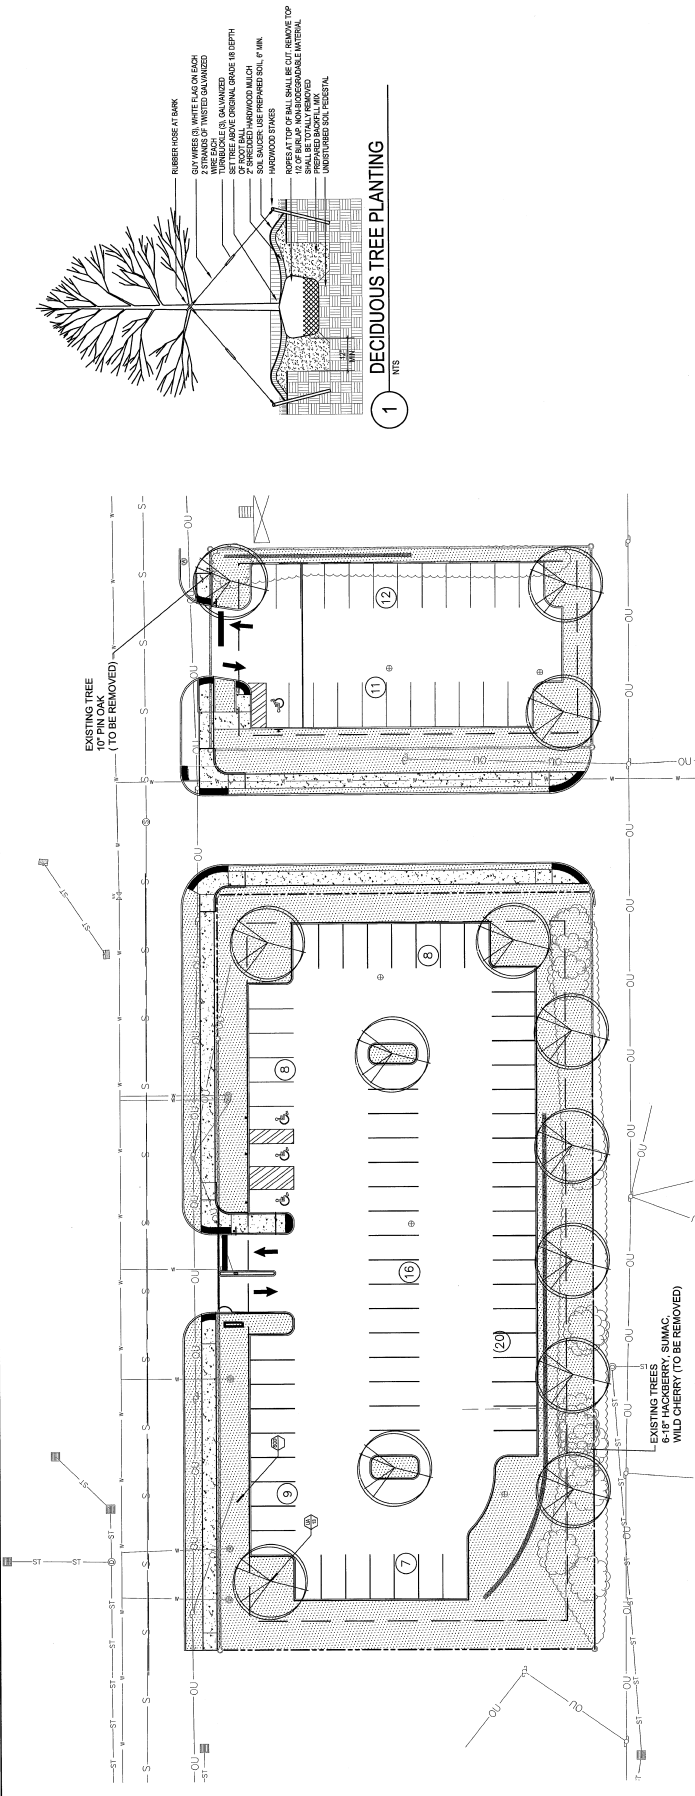 RUBBER HOSE AT BARK
GUY WIRES (3), WHITE FLAG ON EACH
2 STRANDS OF TWISTED GALVANIZED
WIRE EACH
TURNBUCKLE (3), GALVANIZED
SET TREE ABOVE ORIGINAL GRADE 1/8 DEPTH
OF ROOT BALL
2" SHREDDED HARDWOOD MULCH
SOIL SAUCER: USE PREPARED SOIL, 6" MIN.
HARDWOOD STAKES
ROPES AT TOP OF BALL SHALL BE CUT. REMOVE TOP
1/2 OF BURLAP. NON-BIODEGRADABLE MATERIAL
SHALL BE TOTALLY REMOVED
PREPARED BACKFILL MIX
UNDISTURBED SOIL PEDESTAL
12"
MIN.
1
DECIDUOUS TREE PLANTING
NTS
EXISTING TREE
10" PIN OAK
( TO BE REMOVED)
12
11
8
8
16
20
9
7
EXISTING TREES
6-18" HACKBERRY, SUMAC,
WILD CHERRY (TO BE REMOVED)